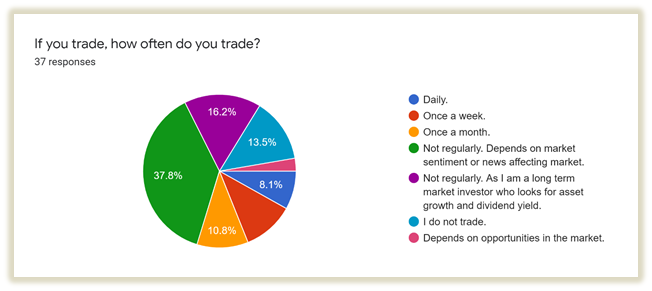 If you trade, how often do you trade?
37 responses
16.2%
13.5%
37.8%
8.1%
10.8%
Daily.
Once a week.
Once a month.
Not regularly. Depends on market
sentiment or news affecting market.
Not regularly. As I am a long term
market investor who looks for asset
growth and dividend yield.
I do not trade.
Depends on opportunities in the market.